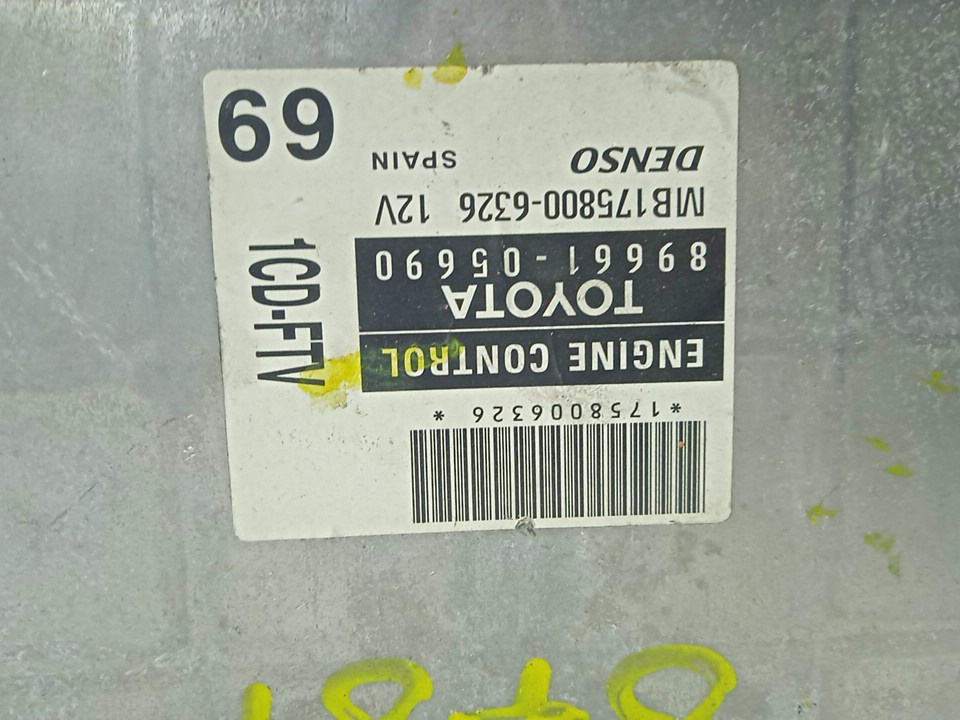 *1758006326*
ENGINE CONTROL
TOYOTA
89661-05690
MB175800-6326 12V
DENSO SPAIN
1CD-FTV
69